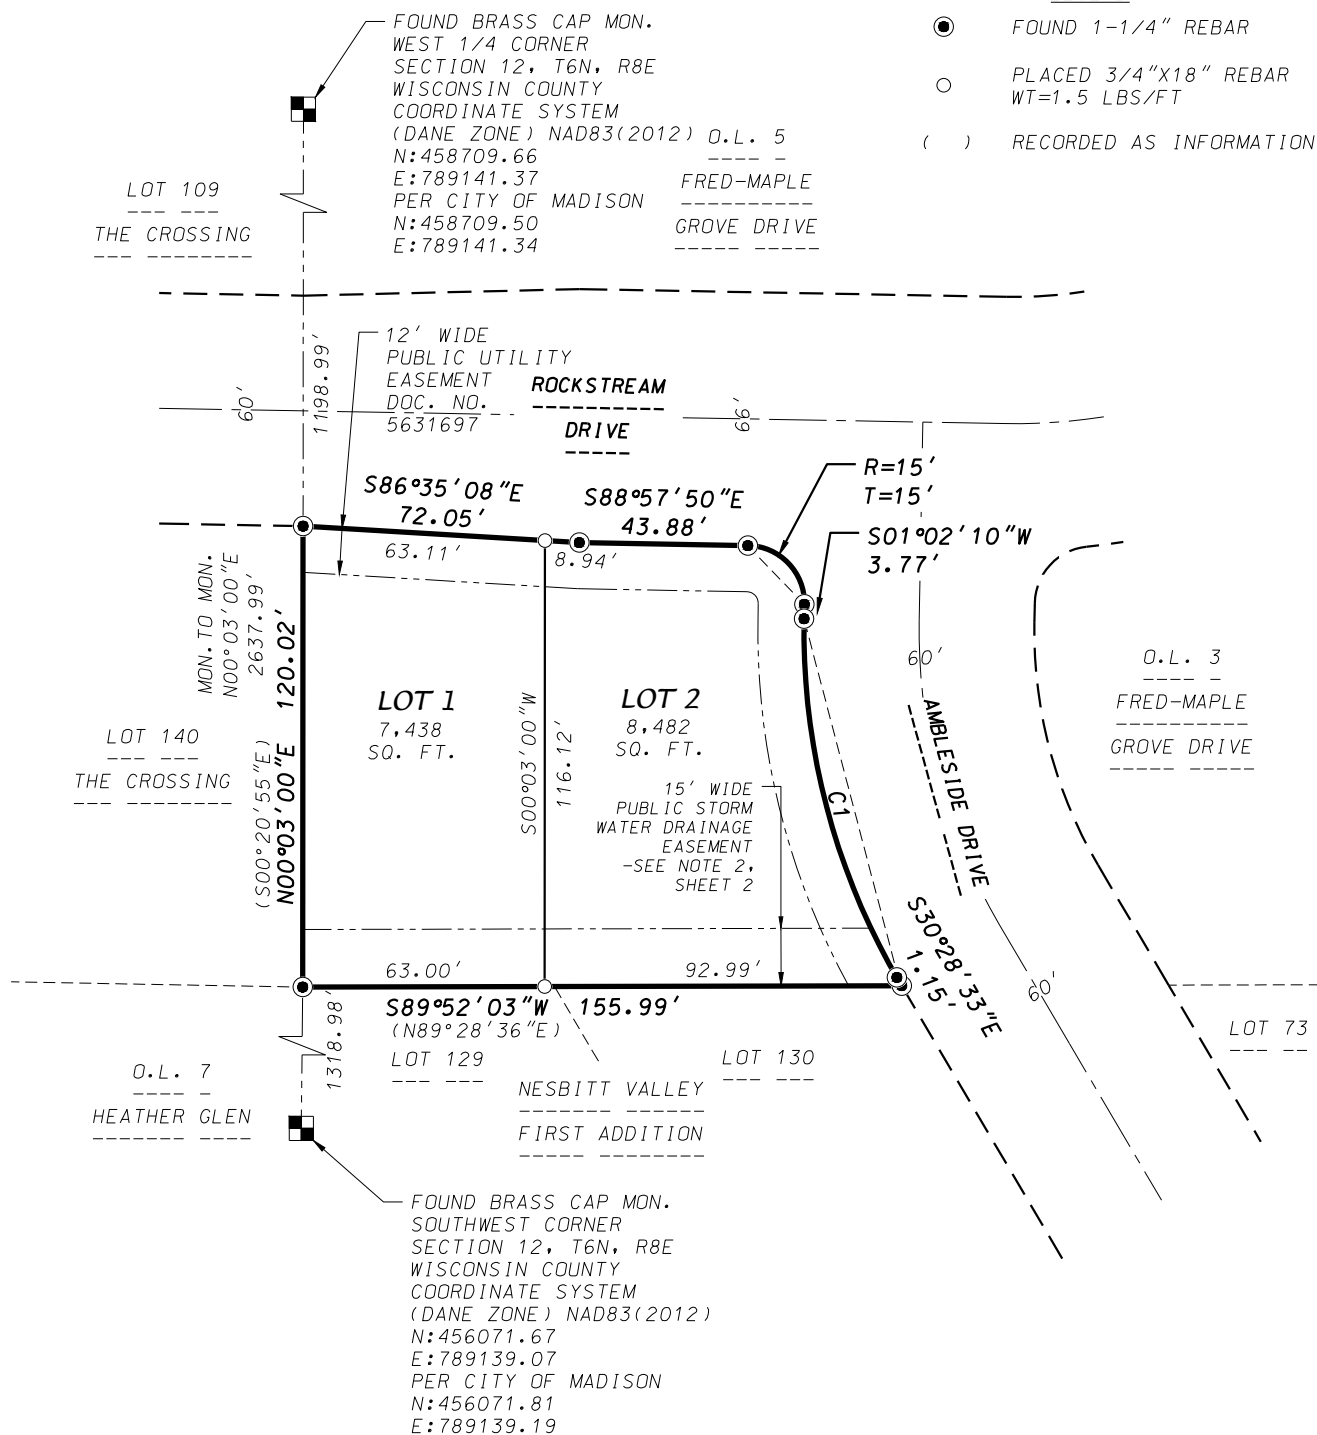 FOUND BRASS CAP MON.
WEST 1/4 CORNER
SECTION 12, T6N, R8E
WISCONSIN COUNTY
COORDINATE SYSTEM
(DANE ZONE) NAD83(2012)
N:458709.66
E:789141.37
PER CITY OF MADISON
N:458709.50
E:789141.34
FOUND 1-1/4" REBAR
PLACED 3/4"X18" REBAR
WT=1.5 LBS/FT
( ) RECORDED AS INFORMATION
O.L. 5
FRED-MAPLE
GROVE DRIVE
LOT 109
THE CROSSING
12' WIDE
PUBLIC UTILITY
EASEMENT
DOC. NO.
5631697
1198.99'
60'
ROCKSTREAM
DRIVE
66'
R=15'
T=15'
S01°02'10"W
3.77'
S86°35'08"E
72.05'
63.11'
S88°57'50"E
43.88'
8.94'
MON. TO MON.
N00°03'00"E
2637.99'
120.02'
N00°03'00"E
(S00°20'55"E)
LOT 140
THE CROSSING
LOT 1
7,438
SQ. FT.
S00°03'00"W
116.12'
LOT 2
8,482
SQ. FT.
15' WIDE
PUBLIC STORM
WATER DRAINAGE
EASEMENT
-SEE NOTE 2,
SHEET 2
C1
60'
AMBLESIDE DRIVE
O.L. 3
FRED-MAPLE
GROVE DRIVE
S30°28'33"E
1.15'
60'
63.00'
92.99'
S89°52'03"W 155.99'
(N89°28'36"E)
1318.98'
LOT 129
LOT 130
LOT 73
O.L. 7
HEATHER GLEN
NESBITT VALLEY
FIRST ADDITION
FOUND BRASS CAP MON.
SOUTHWEST CORNER
SECTION 12, T6N, R8E
WISCONSIN COUNTY
COORDINATE SYSTEM
(DANE ZONE) NAD83(2012)
N:456071.67
E:789139.07
PER CITY OF MADISON
N:456071.81
E:789139.19